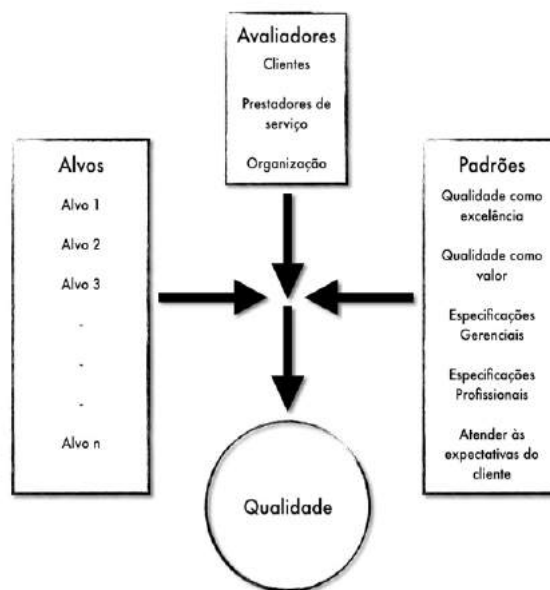 Avaliadores
Clientes
Prestadores de
serviço
Organização
Alvos
Alvo 1
Alvo 2
Alvo 3
-
-
-
Alvo n
Padrões
Qualidade como
excelência
Qualidade como
valor
Especificações
Gerenciais
Especificações
Profissionais
Atender às
expectativas do
cliente
Qualidade